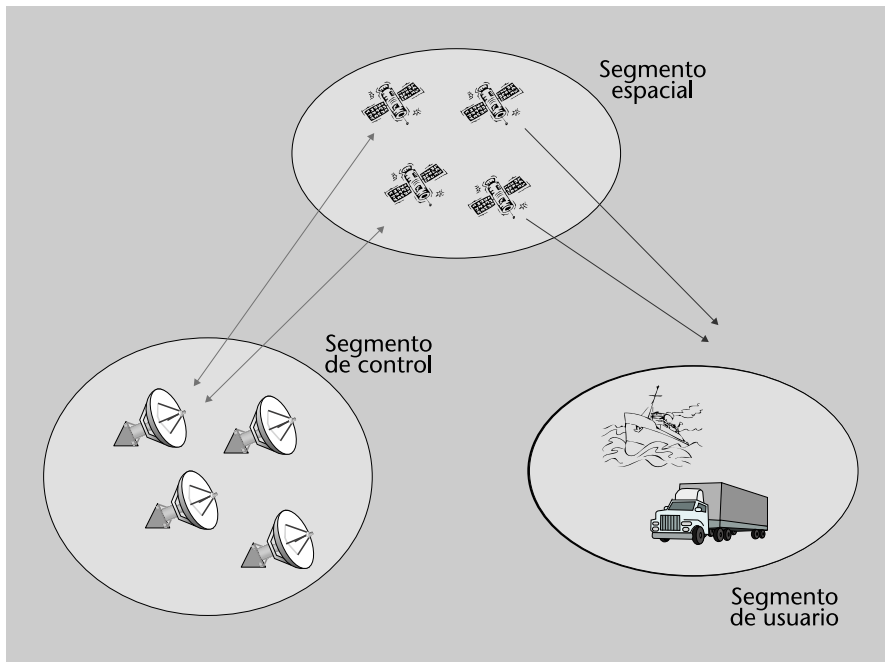 Segmento
espacial
Segmento
de control
Segmento
de usuario